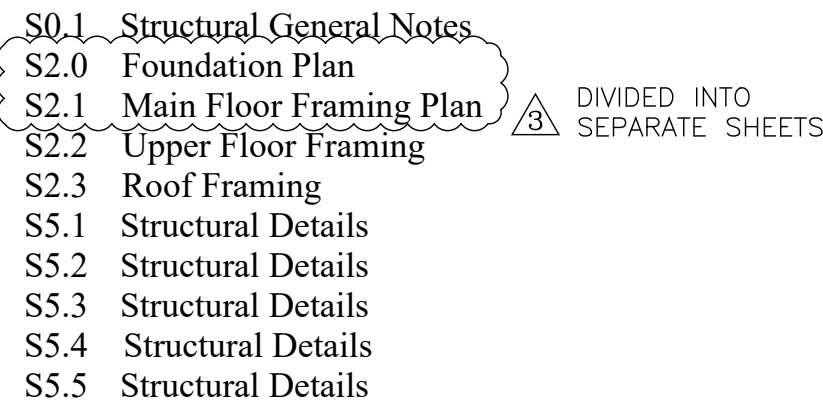 S0.1 Structural General Notes
S2.0 Foundation Plan
S2.1 Main Floor Framing Plan
3 DIVIDED INTO
SEPARATE SHEETS
S2.2 Upper Floor Framing
S2.3 Roof Framing
S5.1 Structural Details
S5.2 Structural Details
S5.3 Structural Details
S5.4 Structural Details
S5.5 Structural Details